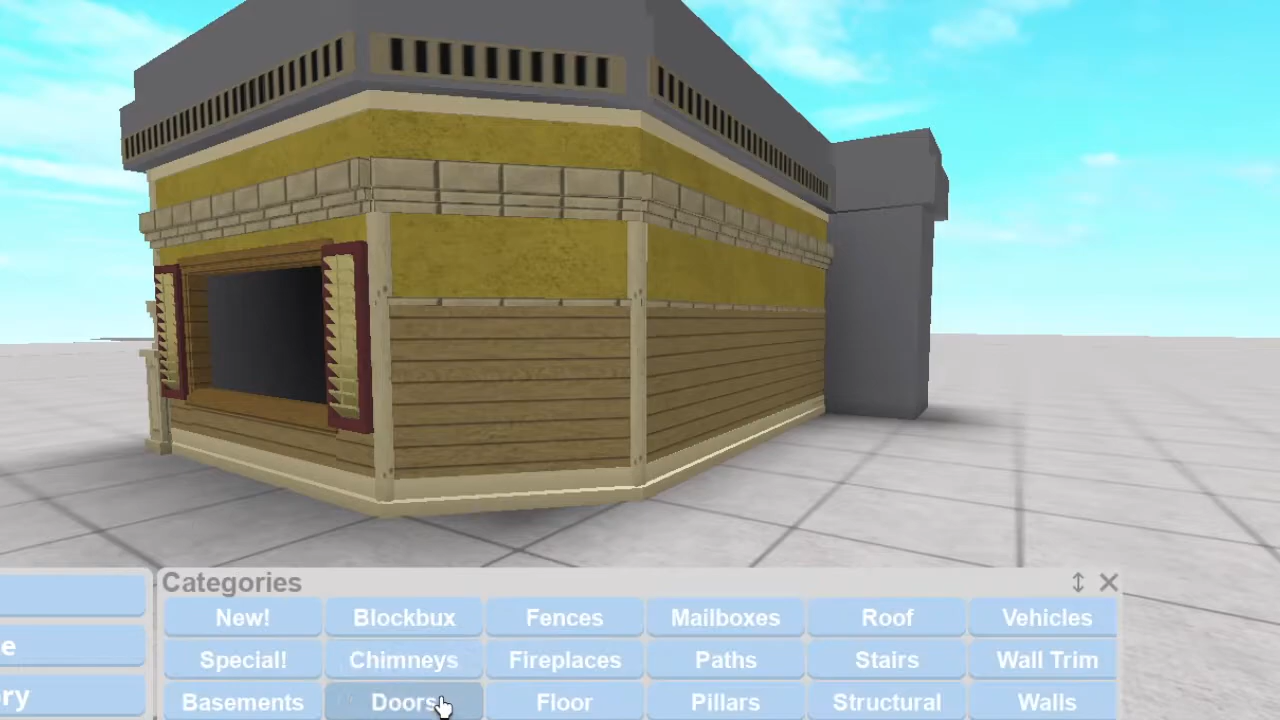 Categories
New! Blockbux Fences Mailboxes Roof Vehicles
e Special! Chimneys Fireplaces Paths Stairs Wall Trim
ry Basements Doors Floor Pillars Structural Walls